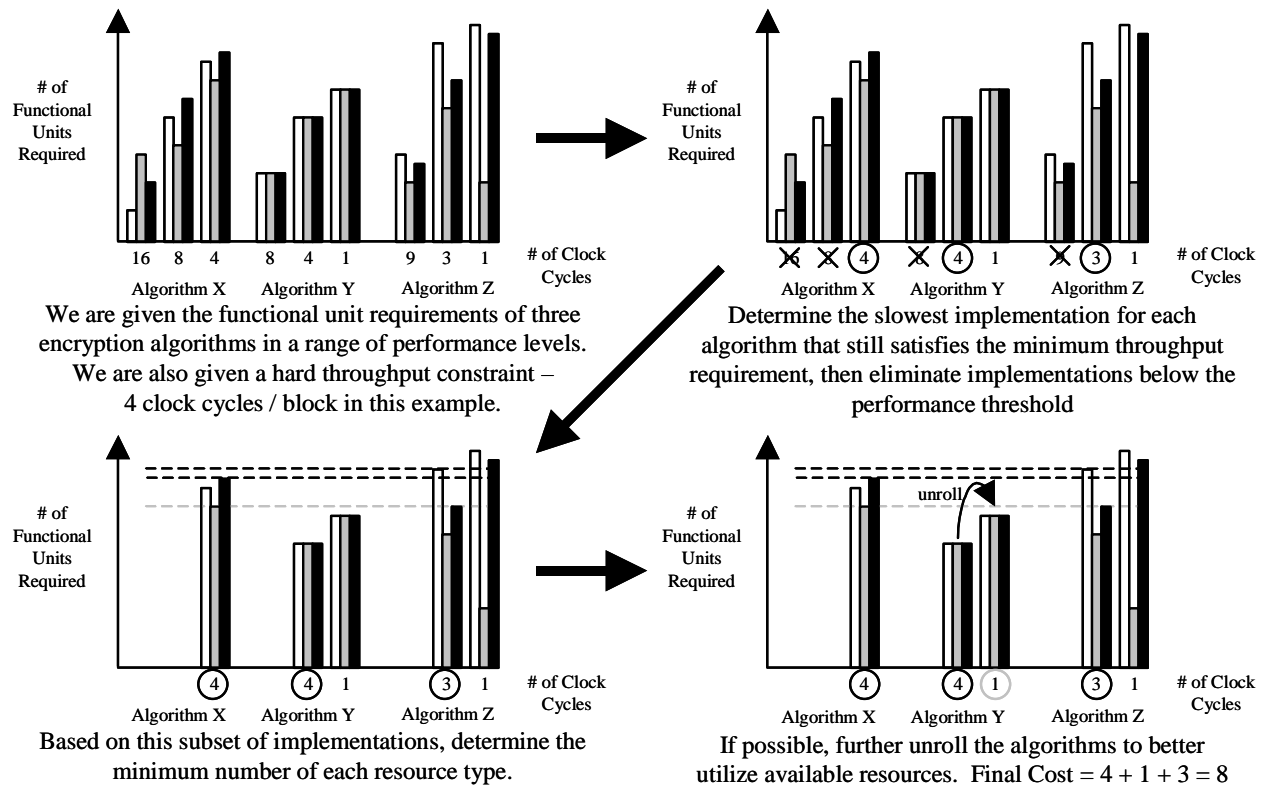 # of
Functional
Units
Required
16 8 4 8 4 1 9 3 1
# of Clock
Cycles
Algorithm X Algorithm Y Algorithm Z
We are given the functional unit requirements of three
encryption algorithms in a range of performance levels.
We are also given a hard throughput constraint –
4 clock cycles / block in this example.
# of
Functional
Units
Required
16 8 4 8 4 1 9 3 1
# of Clock
Cycles
Algorithm X Algorithm Y Algorithm Z
Determine the slowest implementation for each
algorithm that still satisfies the minimum throughput
requirement, then eliminate implementations below the
performance threshold
# of
Functional
Units
Required
4 4 1 3 1
# of Clock
Cycles
Algorithm X Algorithm Y Algorithm Z
Based on this subset of implementations, determine the
minimum number of each resource type.
# of
Functional
Units
Required
unroll
4 4 1 3 1
# of Clock
Cycles
Algorithm X Algorithm Y Algorithm Z
If possible, further unroll the algorithms to better
utilize available resources. Final Cost = 4 + 1 + 3 = 8